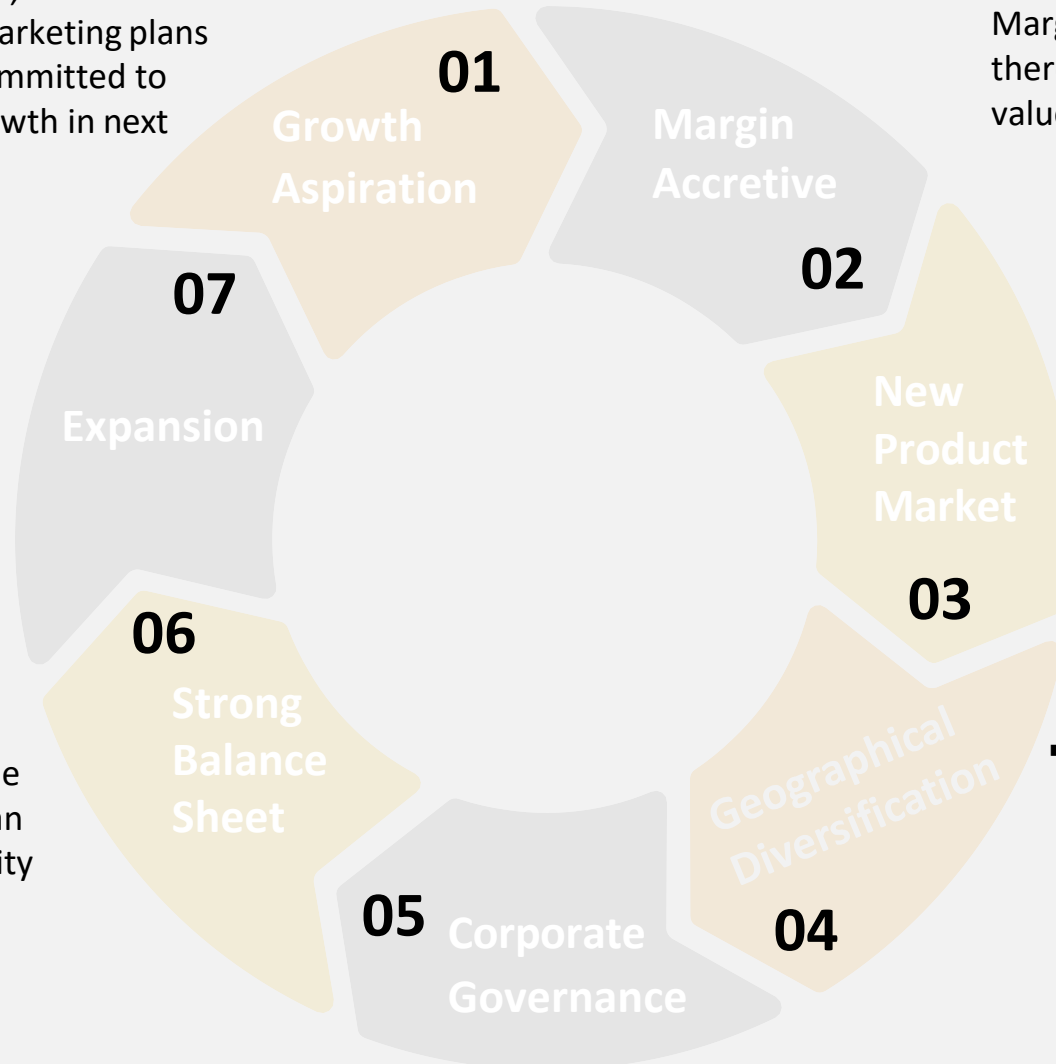 arketing plans
mmitted to
wth in next
01
Growth
Aspiration
Margin
Accretive
02
Marg
ther
value
New
Product
Market
03
Geographical
Diversification
04
05
Corporate
Governance
06
Strong
Balance
Sheet
e
an
ity
07
Expansion